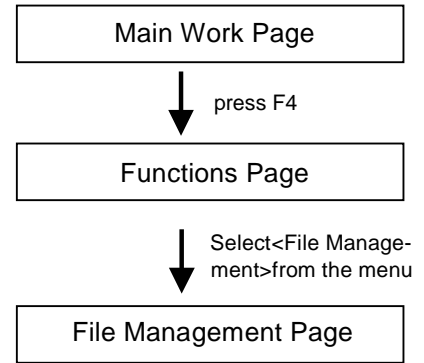 Main Work Page
press F4
Functions Page
Select<File Manage-
ment>from the menu
File Management Page